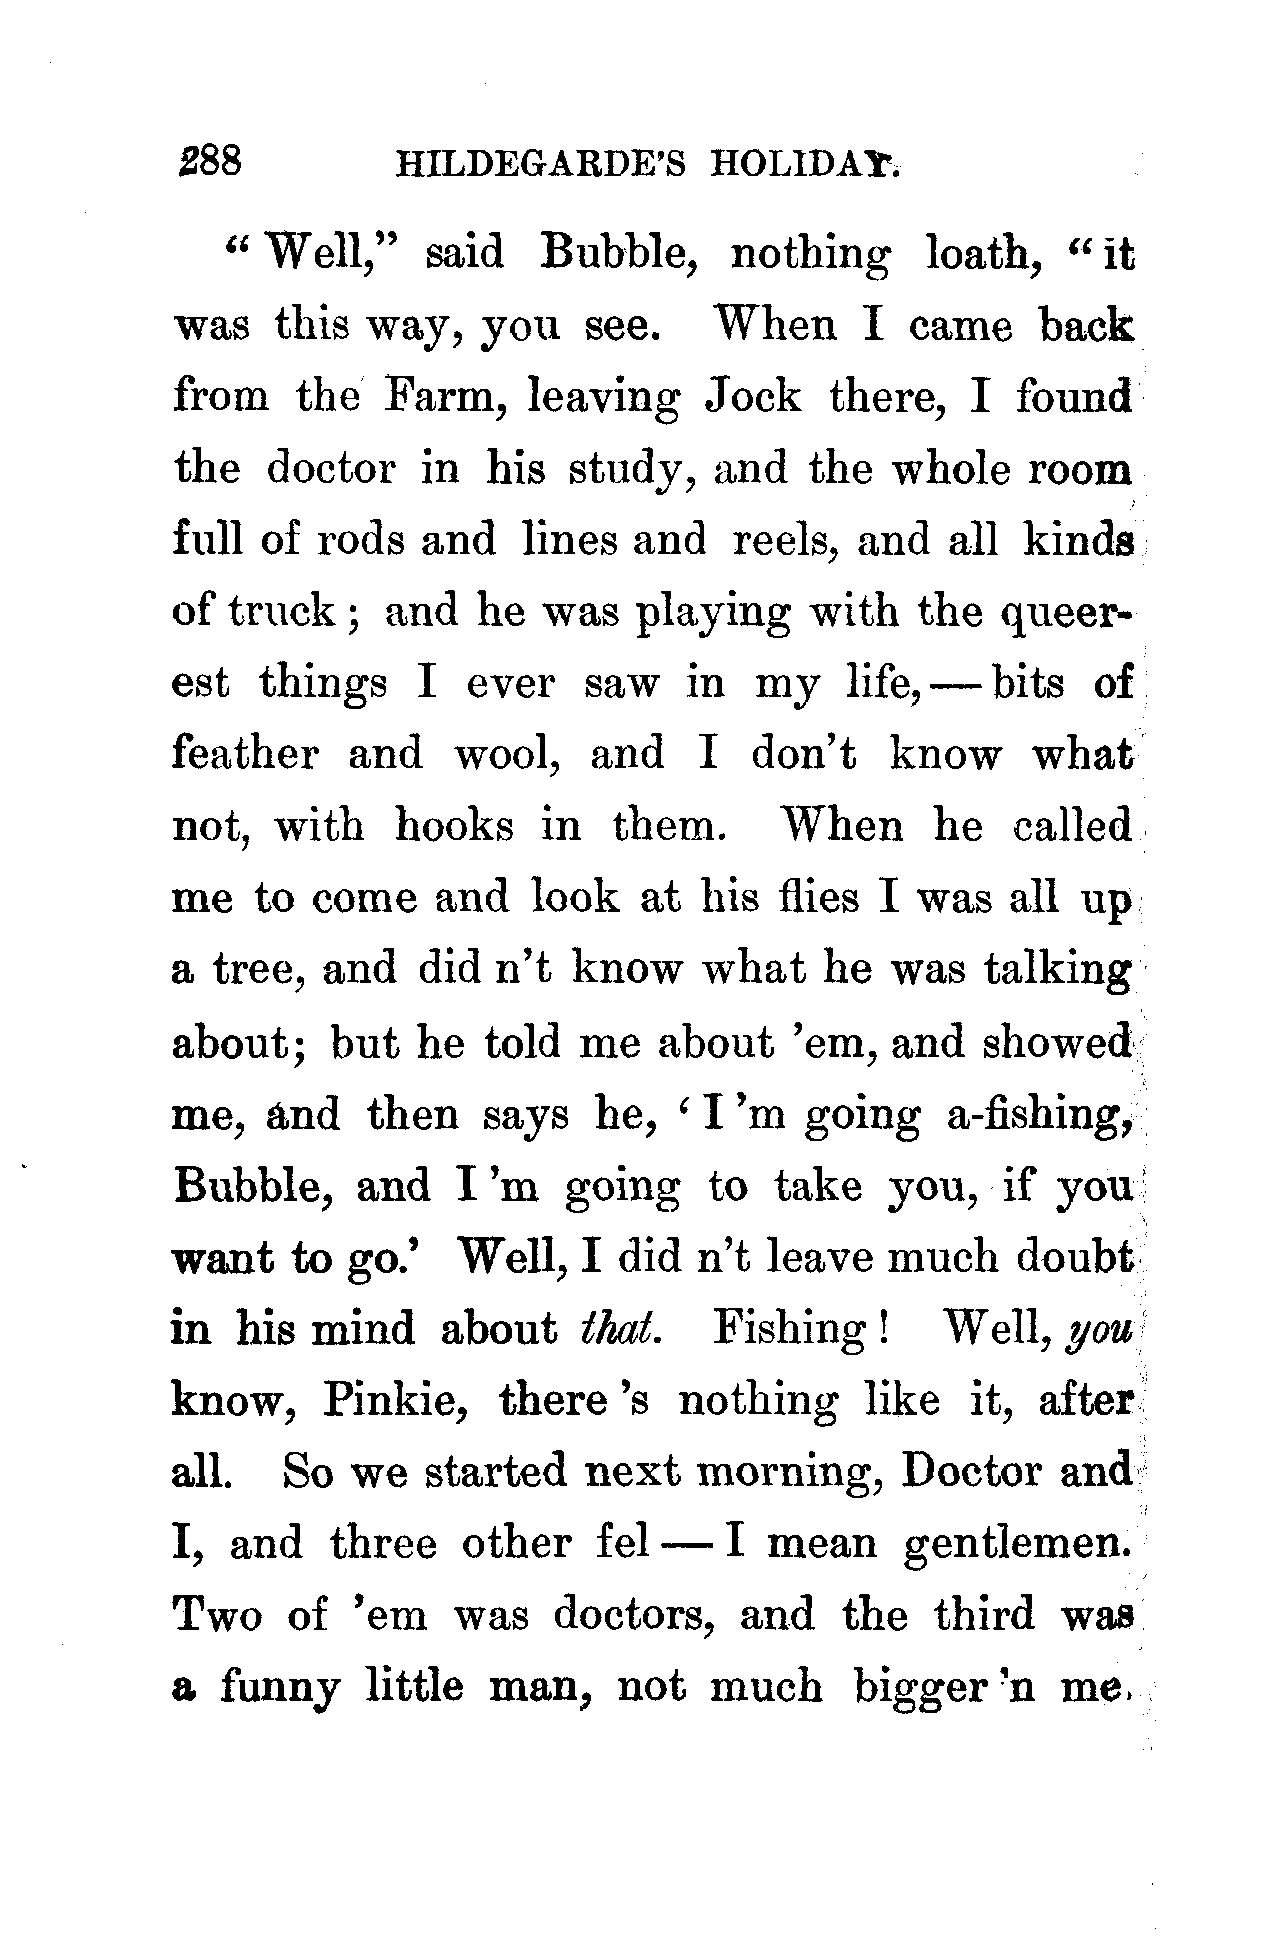 288 HILDEGARDE'S HOLIDAY.
“ Well,” said Bubble, nothing loath, “ it
was this way, you see. When I came back
from the Farm, leaving Jock there, I found
the doctor in his study, and the whole room
full of rods and lines and reels, and all kinds
of truck ; and he was playing with the queer-
est things I ever saw in my life, — bits of
feather and wool, and I don’t know what
not, with hooks in them. When he called
me to come and look at his flies I was all up
a tree, and did n’t know what he was talking
about; but he told me about ’em, and showed
me, and then says he, ‘ I ’m going a-fishing,
Bubble, and I ’m going to take you, if you
want to go.’ Well, I did n’t leave much doubt
in his mind about that. Fishing ! Well, you
know, Pinkie, there ’s nothing like it, after
all. So we started next morning, Doctor and
I, and three other fel — I mean gentlemen.
Two of ’em was doctors, and the third was
a funny little man, not much bigger ’n me.